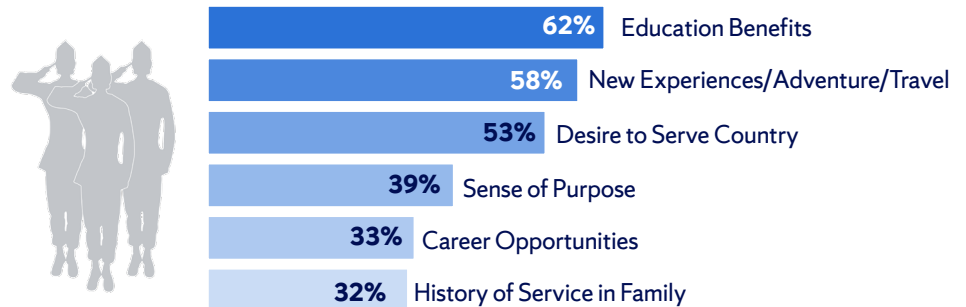 62% Education Benefits
58% New Experiences/Adventure/Travel
53% Desire to Serve Country
39% Sense of Purpose
33% Career Opportunities
32% History of Service in Family